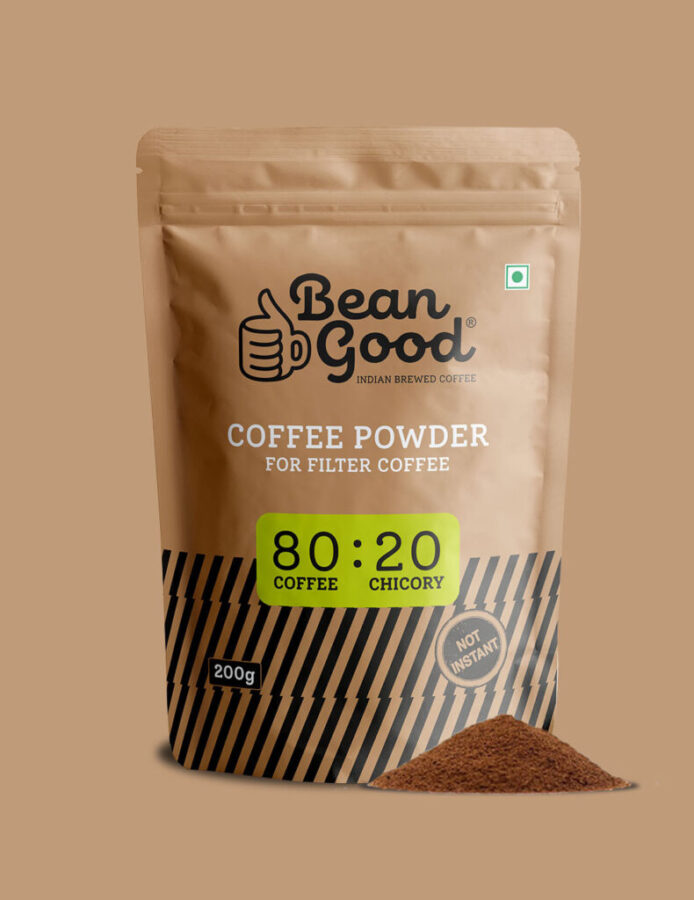 Bean
Good®
INDIAN BREWED COFFEE
COFFEE POWDER
FOR FILTER COFFEE
80 : 20
COFFEE CHICORY
NOT
INSTANT
200g